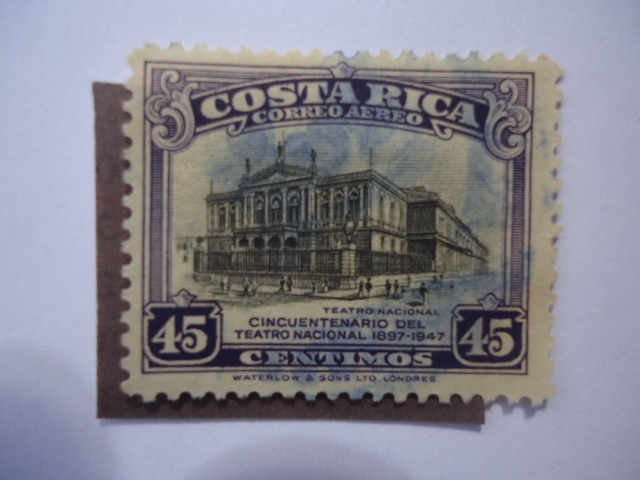 COSTA RICA
CORREO AEREO
TEATRO NACIONAL
CINCUENTENARIO DEL
TEATRO NACIONAL 1897-1947
45 CENTIMOS 45
WATERLOW & SONS LTD. LONDRES